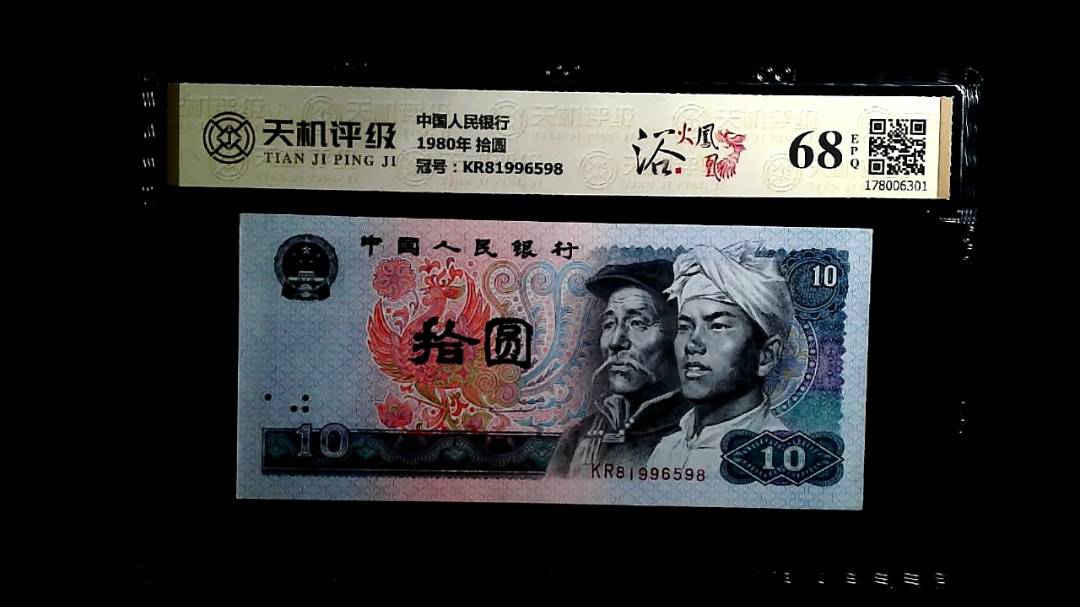 天机评级
TIAN JI PING JI
中国人民银行
1980年 拾圆
冠号：KR81996598
浴火凤凰
68
EPQ
178006301
中国人民银行
10
拾圆
10
KR81996598
10